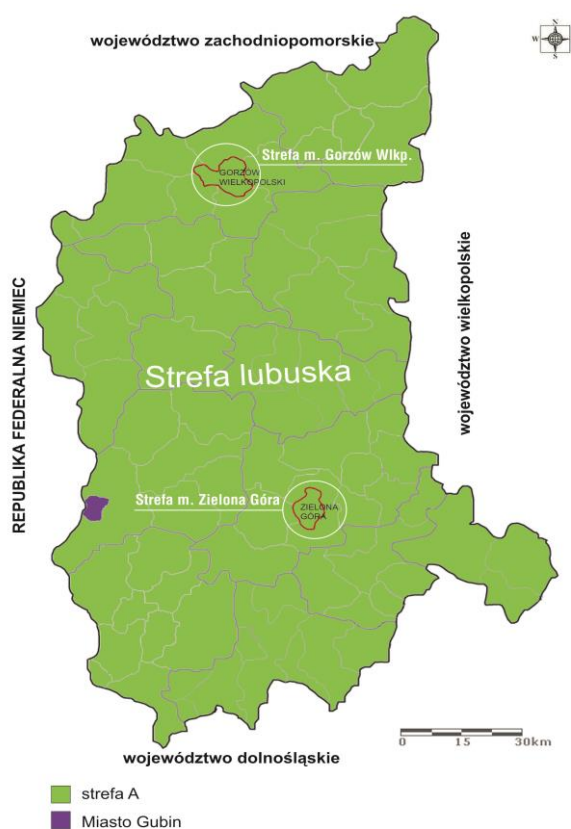 województwo zachodniopomorskie
N
W
E
S
Strefa m. Gorzów Wlkp.
GORZÓW
WIELKOPOLSKI
REPUBLIKA FEDERALNA NIEMIEC
województwo wielkopolskie
Strefa lubuska
Strefa m. Zielona Góra
ZIELONA
GÓRA
0 15 30km
województwo dolnośląskie
strefa A
Miasto Gubin